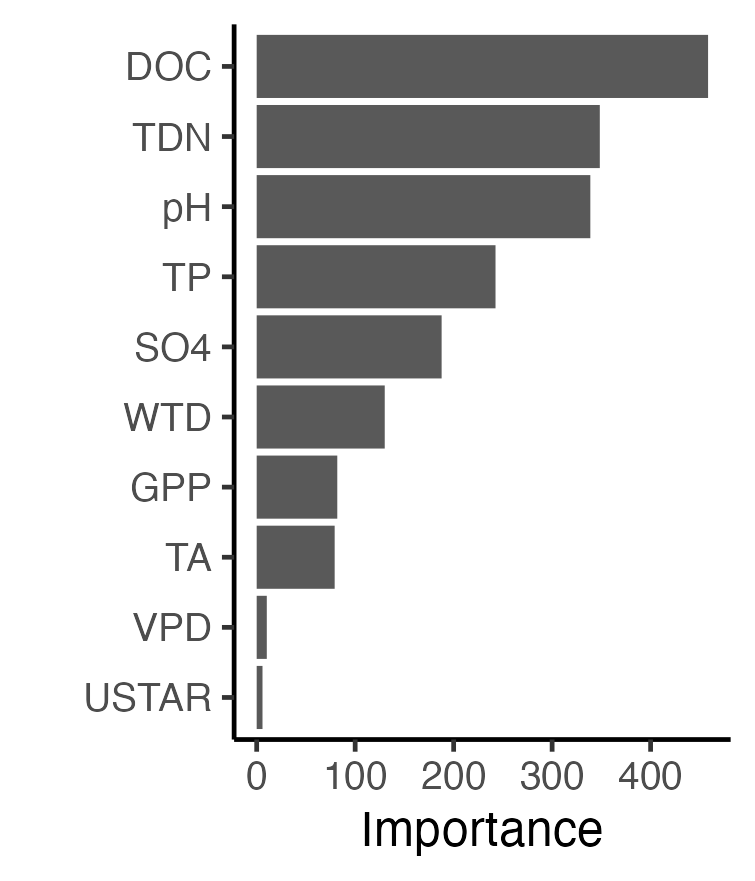 DOC
TDN
pH
TP
SO4
WTD
GPP
TA
VPD
USTAR
0 100 200 300 400
Importance